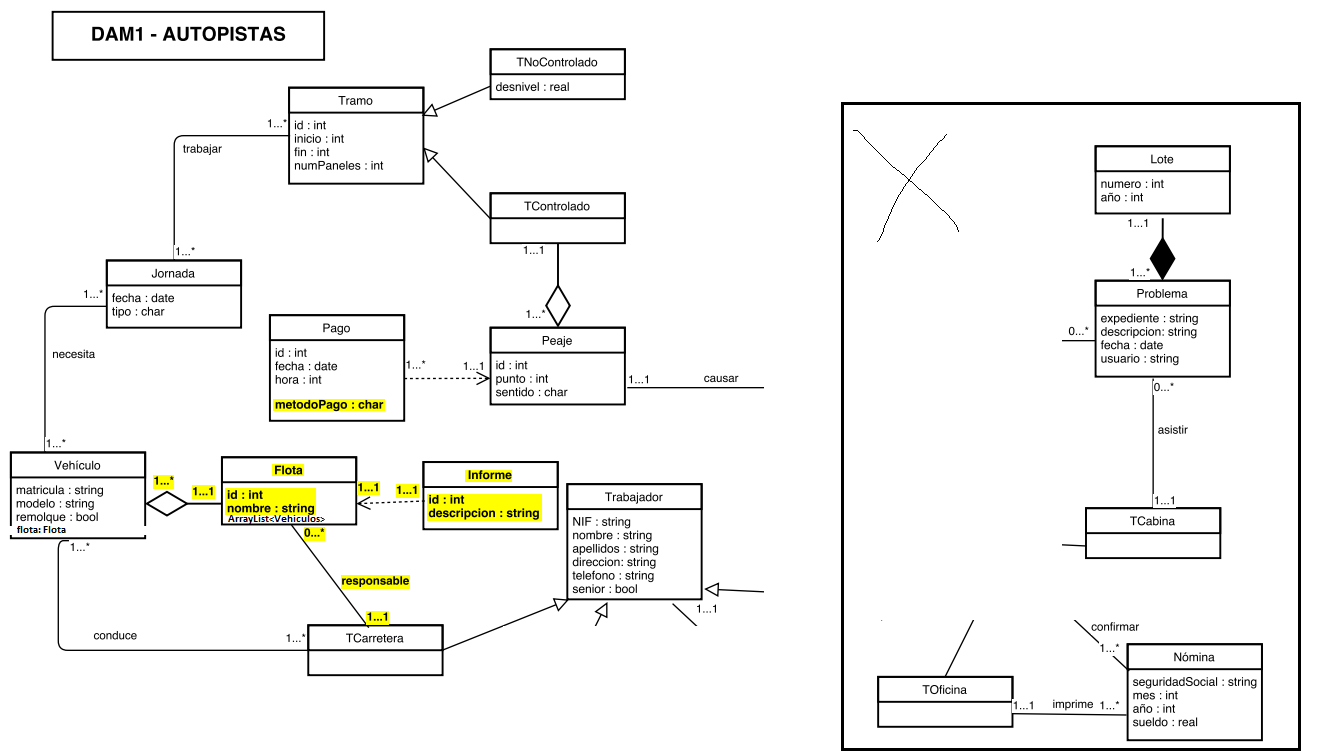 DAM1 - AUTOPISTAS
TNoControlado
desnivel : real
Tramo
id : int
inicio : int
fin : int
numPaneles : int
1...*
trabajar
1...*
TControlado
1...1
1...*
Jornada
fecha : date
tipo : char
1...*
necesita
1...*
Pago
id : int
fecha : date
hora : int
metodoPago : char
1...*
1...1
Peaje
id : int
punto : int
sentido : char
1...1
causar
Vehículo
matricula : string
modelo : string
remolque : bool
flota: Flota
1...*
1...*
1...1
Flota
id : int
nombre : string
ArrayList<Vehiculos>
1...1
1...1
Informe
id : int
descripcion : string
0...*
responsable
1...1
Trabajador
NIF : string
nombre : string
apellidos : string
direccion: string
telefono : string
senior : bool
1...1
conduce
1...*
TCarretera
Lote
numero : int
año : int
1...1
1...*
Problema
expediente : string
descripcion: string
fecha : date
usuario : string
0...*
0...*
asistir
1...1
TCabina
confirmar
1...*
Nómina
seguridadSocial : string
mes : int
año : int
sueldo : real
TOficina
1...1
imprime
1...*